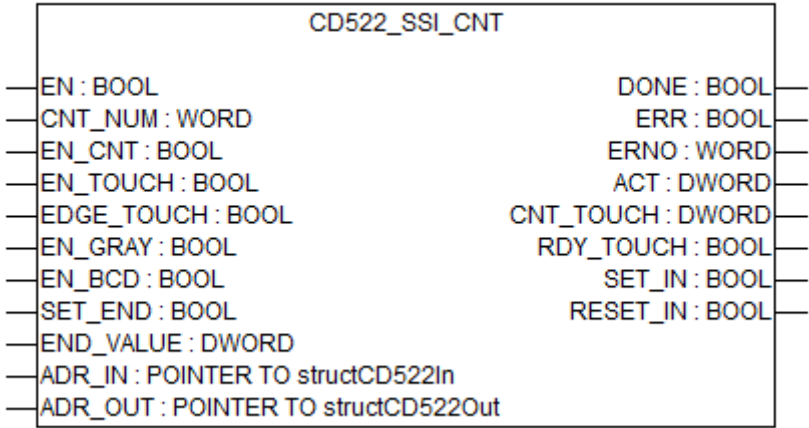 CD522_SSI_CNT
EN : BOOL DONE : BOOL
CNT_NUM : WORD ERR : BOOL
EN_CNT : BOOL ERNO : WORD
EN_TOUCH : BOOL ACT : DWORD
EDGE_TOUCH : BOOL CNT_TOUCH : DWORD
EN_GRAY : BOOL RDY_TOUCH : BOOL
EN_BCD : BOOL SET_IN : BOOL
SET_END : BOOL RESET_IN : BOOL
END_VALUE : DWORD
ADR_IN : POINTER TO structCD522In
ADR_OUT : POINTER TO structCD522Out